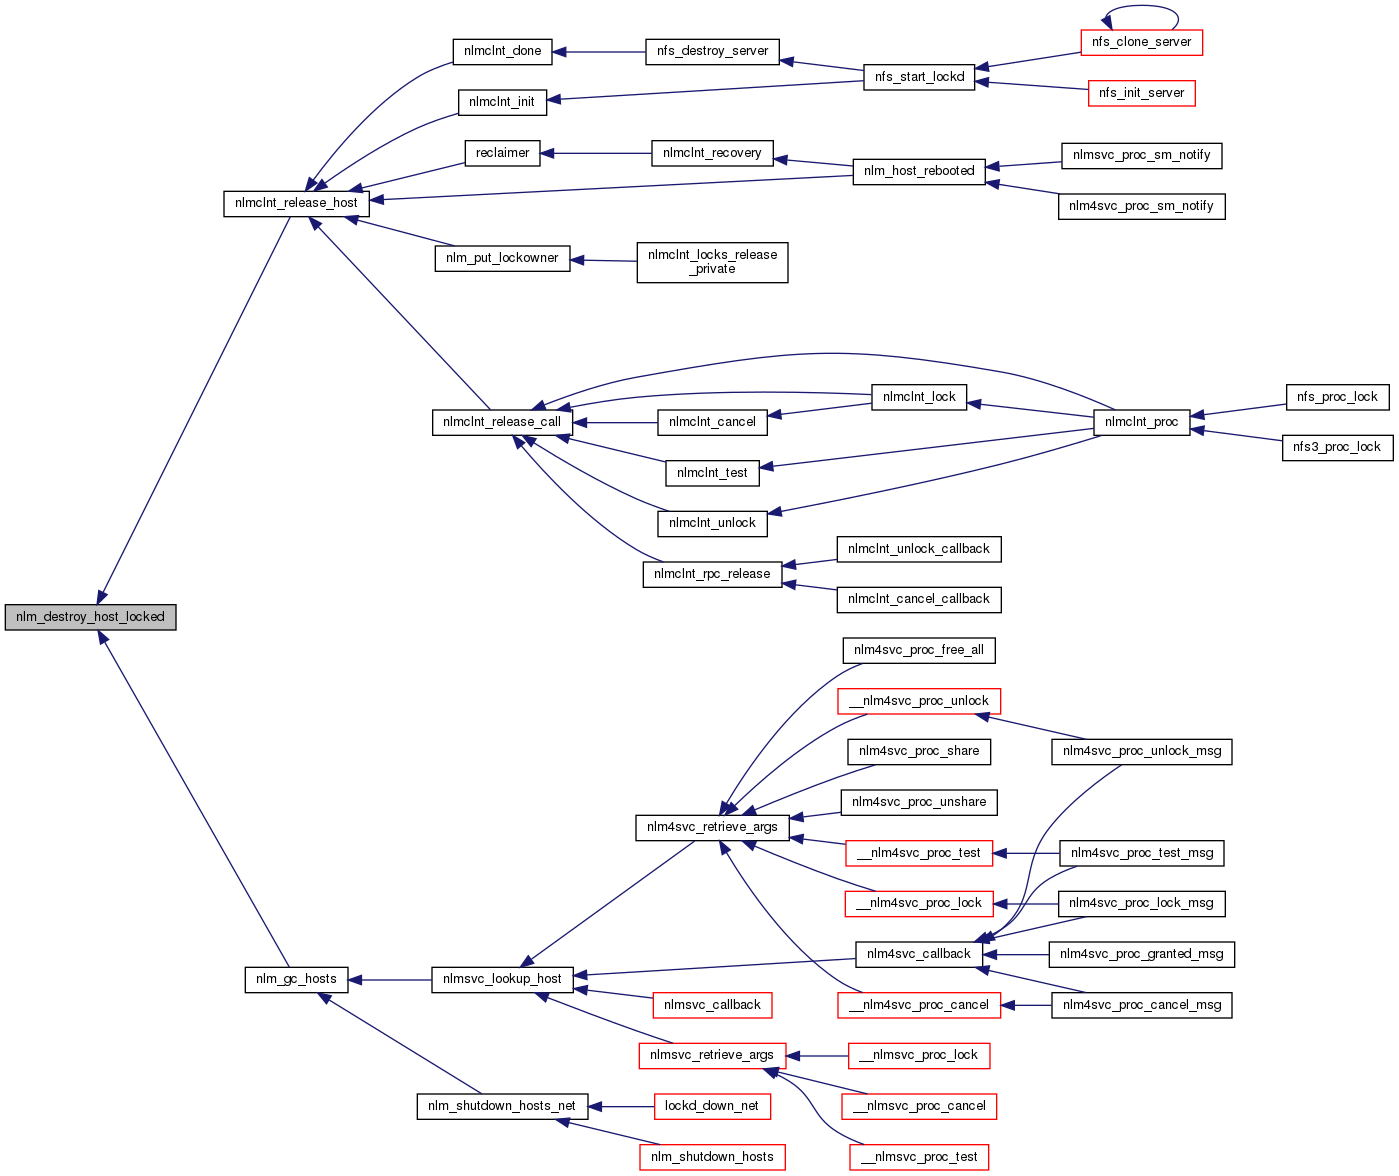 nlmclnt_done
nfs_destroy_server
nfs_clone_server
nfs_start_lockd
nlmclnt_init
nfs_init_server
reclaimer
nlmclnt_recovery
nlmsvc_proc_sm_notify
nlm_host_rebooted
nlmclnt_release_host
nlm4svc_proc_sm_notify
nlm_put_lockowner
nlmclnt_locks_release
_private
nlmclnt_lock
nfs_proc_lock
nlmclnt_release_call
nlmclnt_cancel
nlmclnt_proc
nfs3_proc_lock
nlmclnt_test
nlmclnt_unlock
nlmclnt_unlock_callback
nlmclnt_rpc_release
nlmclnt_cancel_callback
nlm_destroy_host_locked
nlm4svc_proc_free_all
__nlm4svc_proc_unlock
nlm4svc_proc_share
nlm4svc_proc_unlock_msg
nlm4svc_proc_unshare
nlm4svc_retrieve_args
__nlm4svc_proc_test
nlm4svc_proc_test_msg
__nlm4svc_proc_lock
nlm4svc_proc_lock_msg
nlm4svc_callback
nlm4svc_proc_granted_msg
nlm_gc_hosts
nlmsvc_lookup_host
nlmsvc_callback
__nlm4svc_proc_cancel
nlm4svc_proc_cancel_msg
nlmsvc_retrieve_args
__nlmsvc_proc_lock
nlm_shutdown_hosts_net
lockd_down_net
__nlmsvc_proc_cancel
nlm_shutdown_hosts
__nlmsvc_proc_test